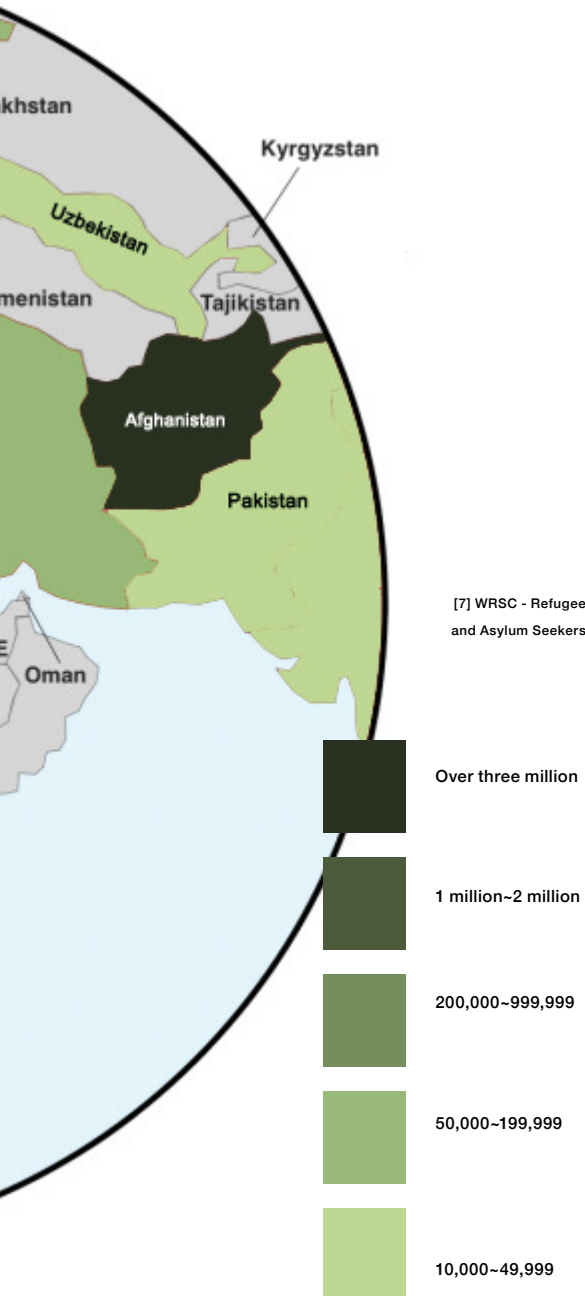 khstan
Kyrgyzstan
Uzbekistan
menistan
Tajikistan
Afghanistan
Pakistan
[7] WRSC - Refugee
and Asylum Seekers
E
Oman
Over three million
1 million~2 million
200,000~999,999
50,000~199,999
10,000~49,999